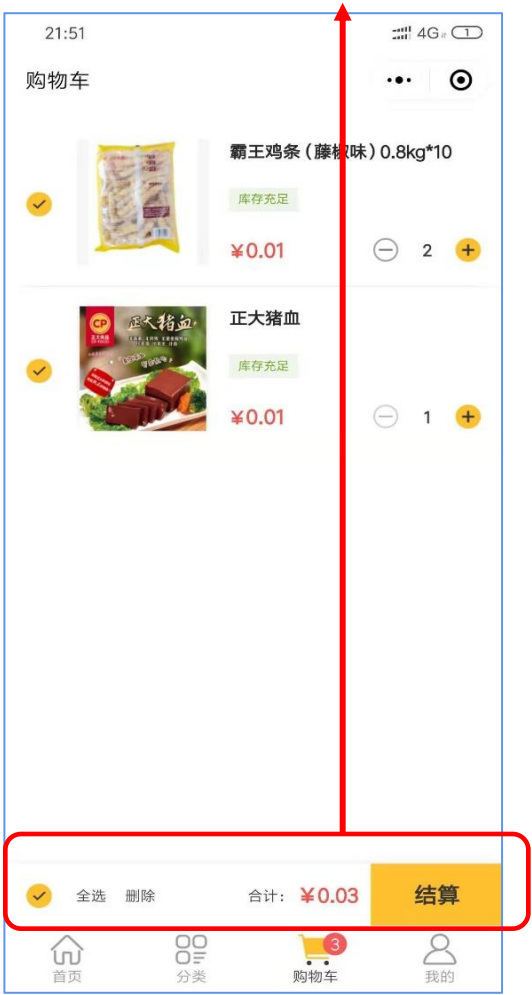 21:51
4G
1
购物车
霸王鸡条（藤椒味）0.8kg*10
库存充足
¥0.01
2
CP
正大猪血
正大猪血
库存充足
¥0.01
1
全选 删除 合计: ¥0.03 结算
3
首页 分类 购物车 我的